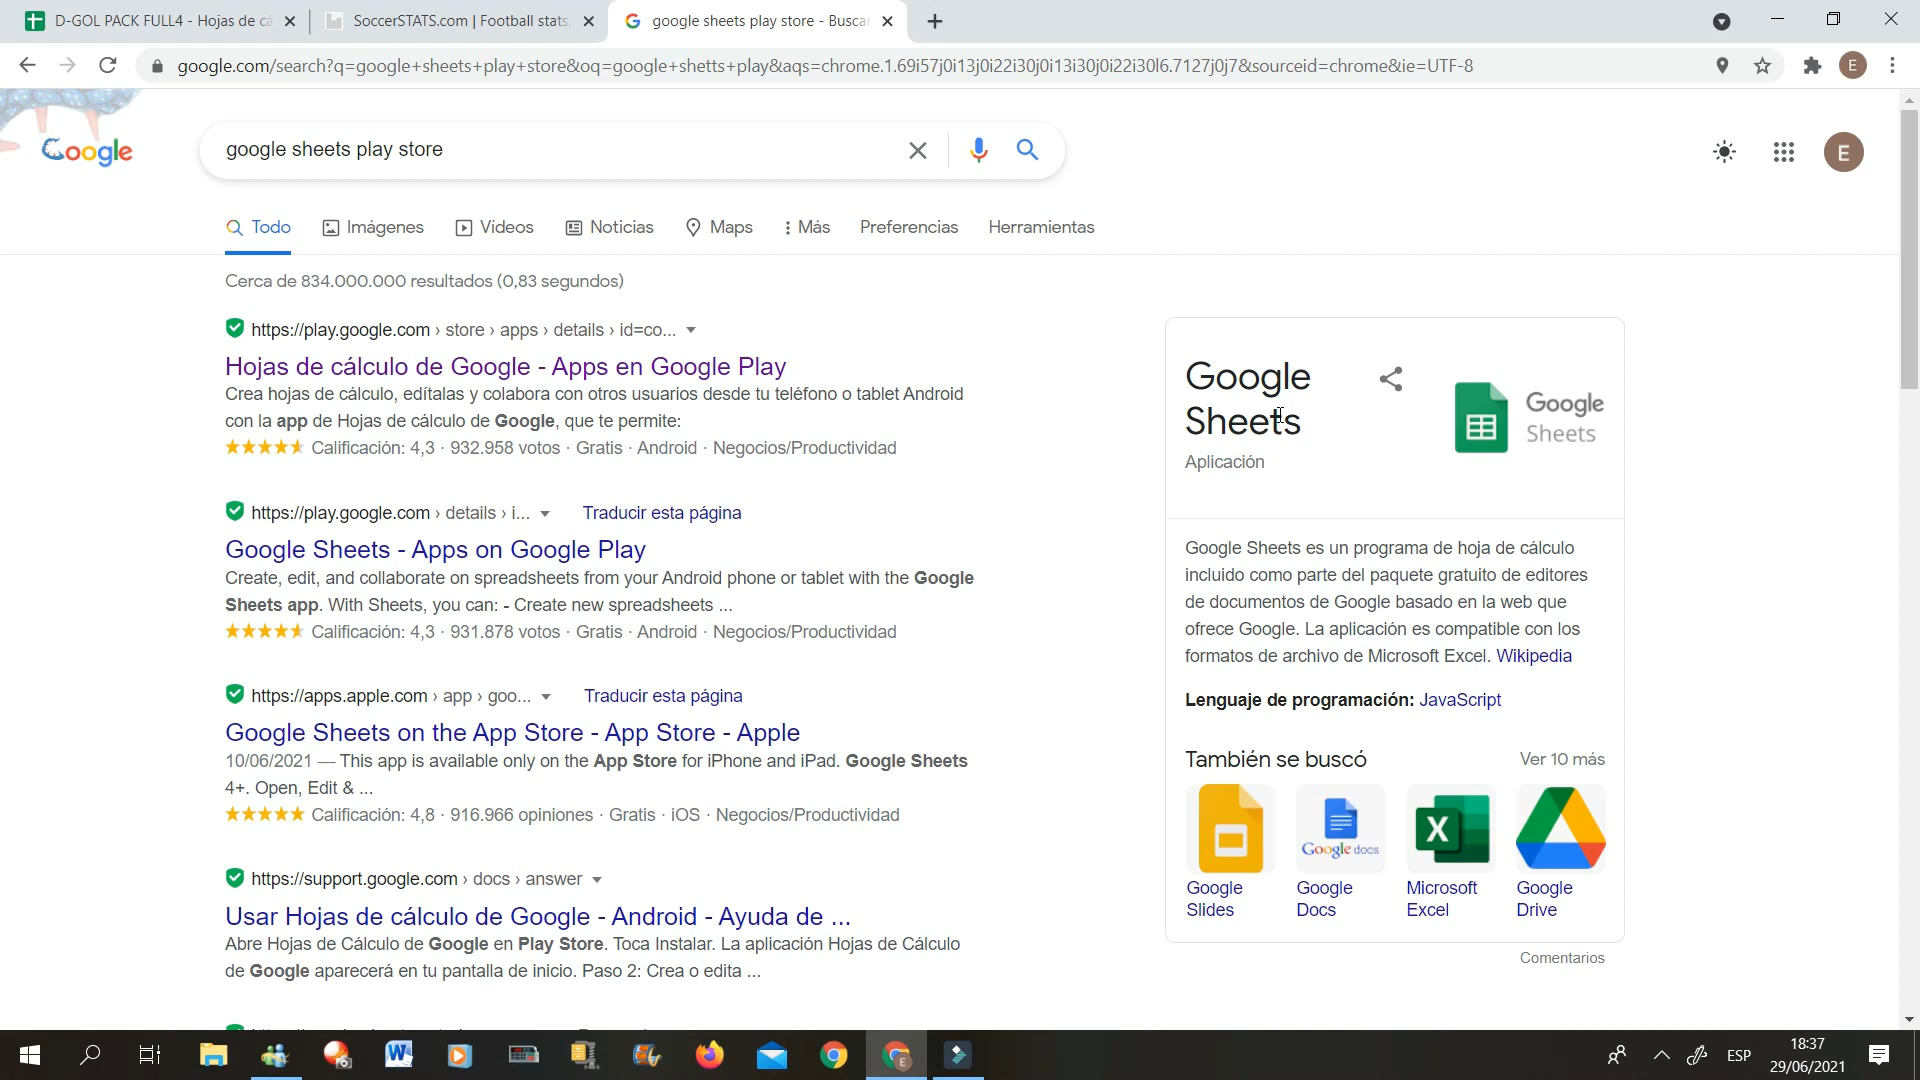 D-GOL PACK FULL4 - Hojas de cá
SoccerSTATS.com | Football stats,
google sheets play store - Buscar
google.com/search?q=google+sheets+play+store&oq=google+shetts+play&aqs=chrome.1.69i57j0i13j0i22i30j0i13i30j0i22i30l6.7127j0j7&sourceid=chrome&ie=UTF-8
E
Google
google sheets play store
E
Todo
Imágenes
Vídeos
Noticias
Maps
Más
Preferencias
Herramientas
Cerca de 834.000.000 resultados (0,83 segundos)
https://play.google.com › store › apps › details › id=co...
Hojas de cálculo de Google - Apps en Google Play
Crea hojas de cálculo, edítalas y colabora con otros usuarios desde tu teléfono o tablet Android
con la app de Hojas de cálculo de Google, que te permite:
Calificación: 4,3 · 932.958 votos · Gratis · Android · Negocios/Productividad
https://play.google.com › details › i... Traducir esta página
Google Sheets - Apps on Google Play
Create, edit, and collaborate on spreadsheets from your Android phone or tablet with the Google
Sheets app. With Sheets, you can: - Create new spreadsheets ...
Calificación: 4,3 · 931.878 votos · Gratis · Android · Negocios/Productividad
https://apps.apple.com › app › goo... Traducir esta página
Google Sheets on the App Store - App Store - Apple
10/06/2021 — This app is available only on the App Store for iPhone and iPad. Google Sheets
4+. Open, Edit & ...
Calificación: 4,8 · 916.966 opiniones · Gratis · iOS · Negocios/Productividad
https://support.google.com › docs › answer
Usar Hojas de cálculo de Google - Android - Ayuda de ...
Abre Hojas de Cálculo de Google en Play Store. Toca Instalar. La aplicación Hojas de Cálculo
de Google aparecerá en tu pantalla de inicio. Paso 2: Crea o edita ...
Google
Sheets
Aplicación
Google
Sheets
Google Sheets es un programa de hoja de cálculo
incluido como parte del paquete gratuito de editores
de documentos de Google basado en la web que
ofrece Google. La aplicación es compatible con los
formatos de archivo de Microsoft Excel. Wikipedia
Lenguaje de programación: JavaScript
También se buscó
Ver 10 más
Google docs
X
Google
Slides
Google
Docs
Microsoft
Excel
Google
Drive
Comentarios
W
E
ESP
18:37
29/06/2021